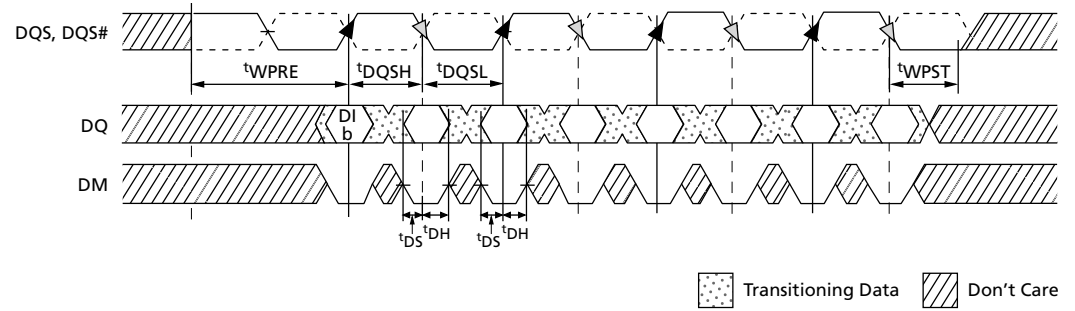 DQS, DQS#
tWPRE tDQSH tDQSL tWPST
DQ
DI
b
DM
tDS tDH tDS tDH
Transitioning Data Don't Care